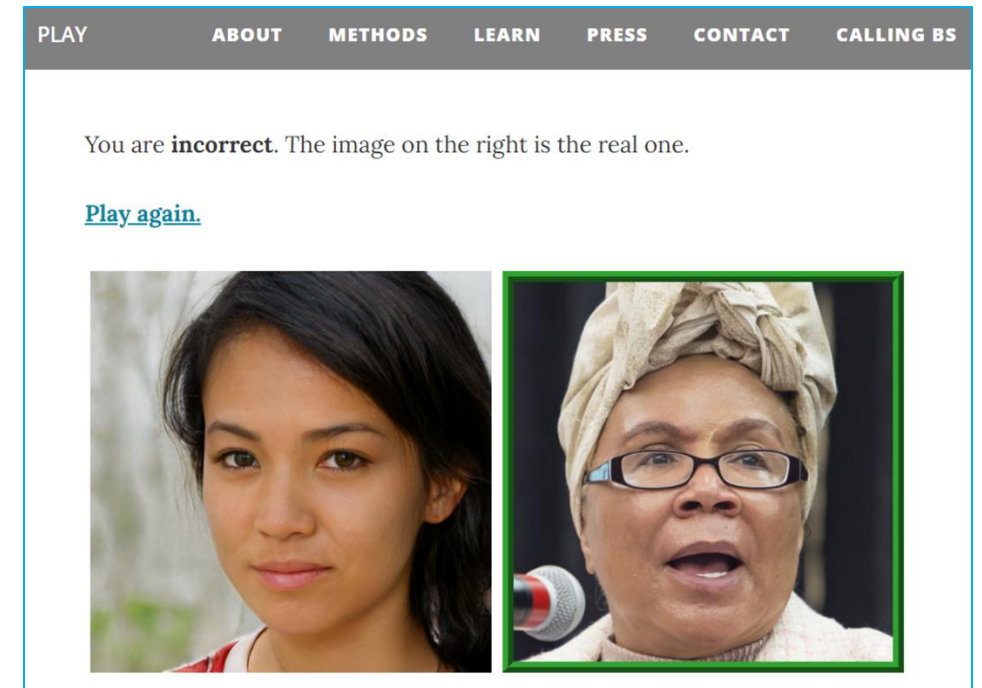 PLAY ABOUT METHODS LEARN PRESS CONTACT CALLING BS
You are incorrect. The image on the right is the real one.
Play again.